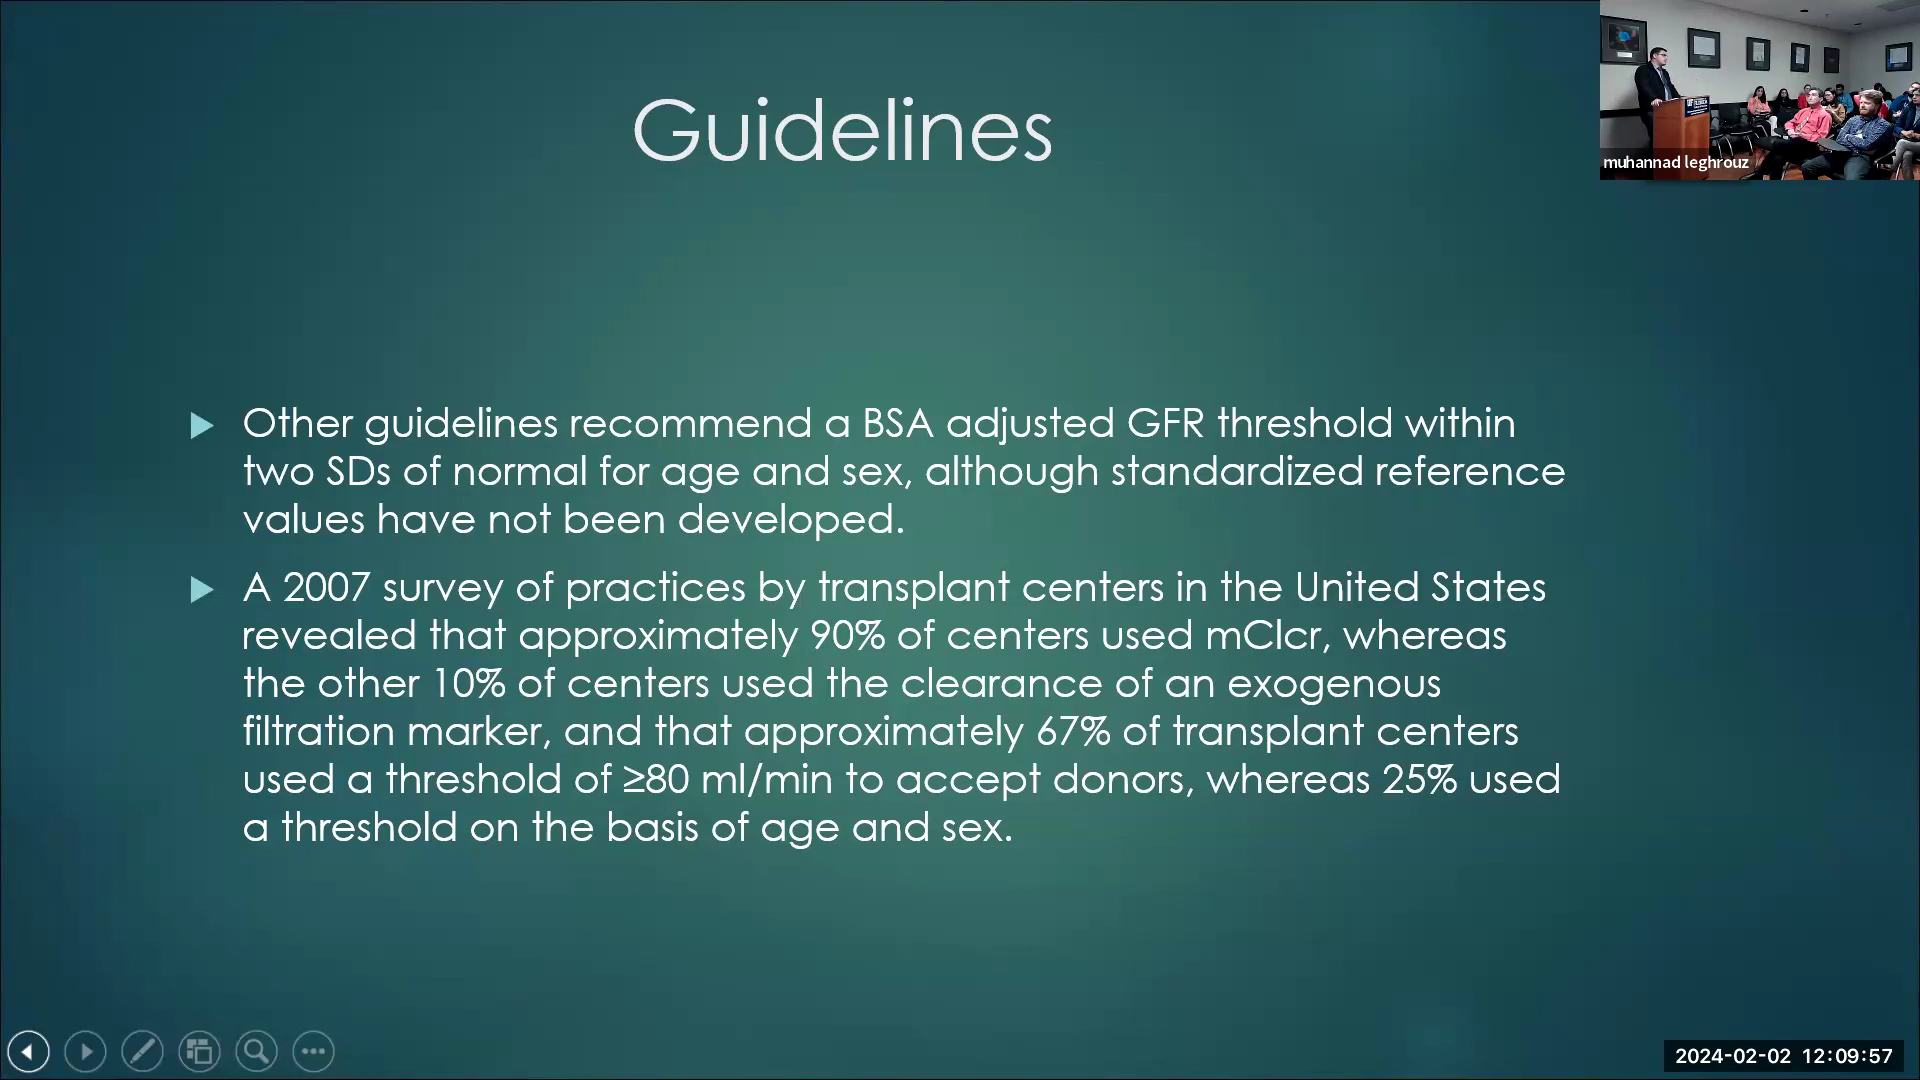 Guidelines
muhannad leghrouz
Other guidelines recommend a BSA adjusted GFR threshold within
two SDs of normal for age and sex, although standardized reference
values have not been developed.
A 2007 survey of practices by transplant centers in the United States
revealed that approximately 90% of centers used mClcr, whereas
the other 10% of centers used the clearance of an exogenous
filtration marker, and that approximately 67% of transplant centers
used a threshold of ≥80 ml/min to accept donors, whereas 25% used
a threshold on the basis of age and sex.
2024-02-02 12:09:57